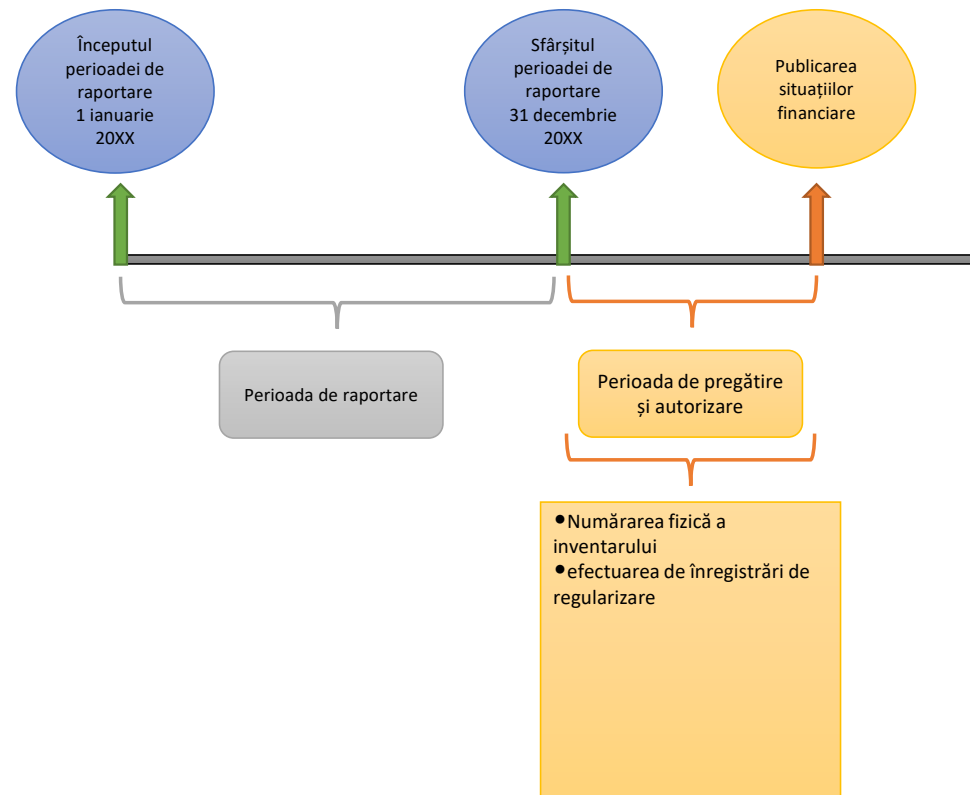 Începutul
perioadei de
raportare
1 ianuarie
20XX
Sfârșitul
perioadei de
raportare
31 decembrie
20XX
Publicarea
situațiilor
financiare
Perioada de raportare
Perioada de pregătire
și autorizare
●Numărarea fizică a
inventarului
●efectuarea de înregistrări de
regularizare